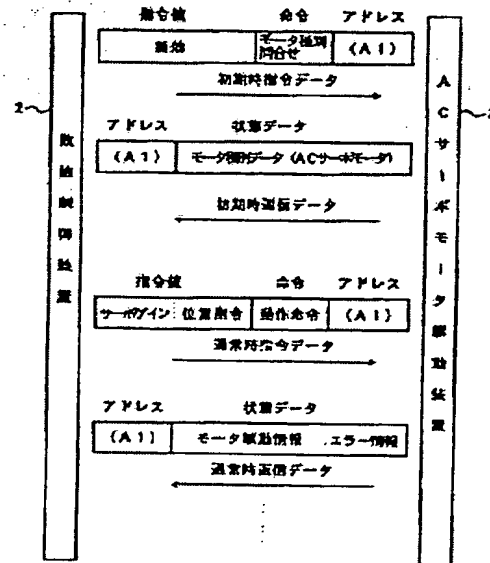 指令値 命令 アドレス
開始 モータ種別問合せ (A1)
初期時指令データ
アドレス 状態データ
(A1) モータ種別データ (ACサーボモータ)
初期時返信データ
指令値 命令 アドレス
サーボゲイン 位置指令 動作命令 (A1)
通常時指令データ
アドレス 状態データ
(A1) モータ駆動情報 エラー情報
通常時返信データ
2
数値制御装置
ACサーボモータ駆動装置